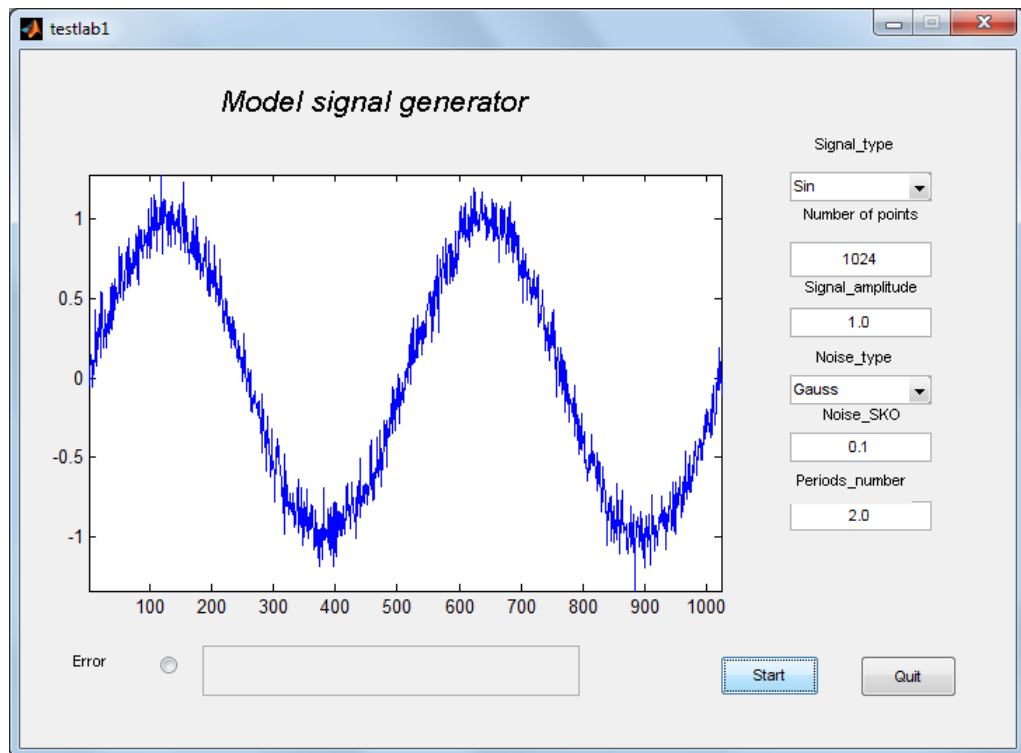 testlab1
Model signal generator
1
0.5
0
-0.5
-1
100 200 300 400 500 600 700 800 900 1000
Signal_type
Sin
Number of points
1024
Signal_amplitude
1.0
Noise_type
Gauss
Noise_SKO
0.1
Periods_number
2.0
Error
Start
Quit